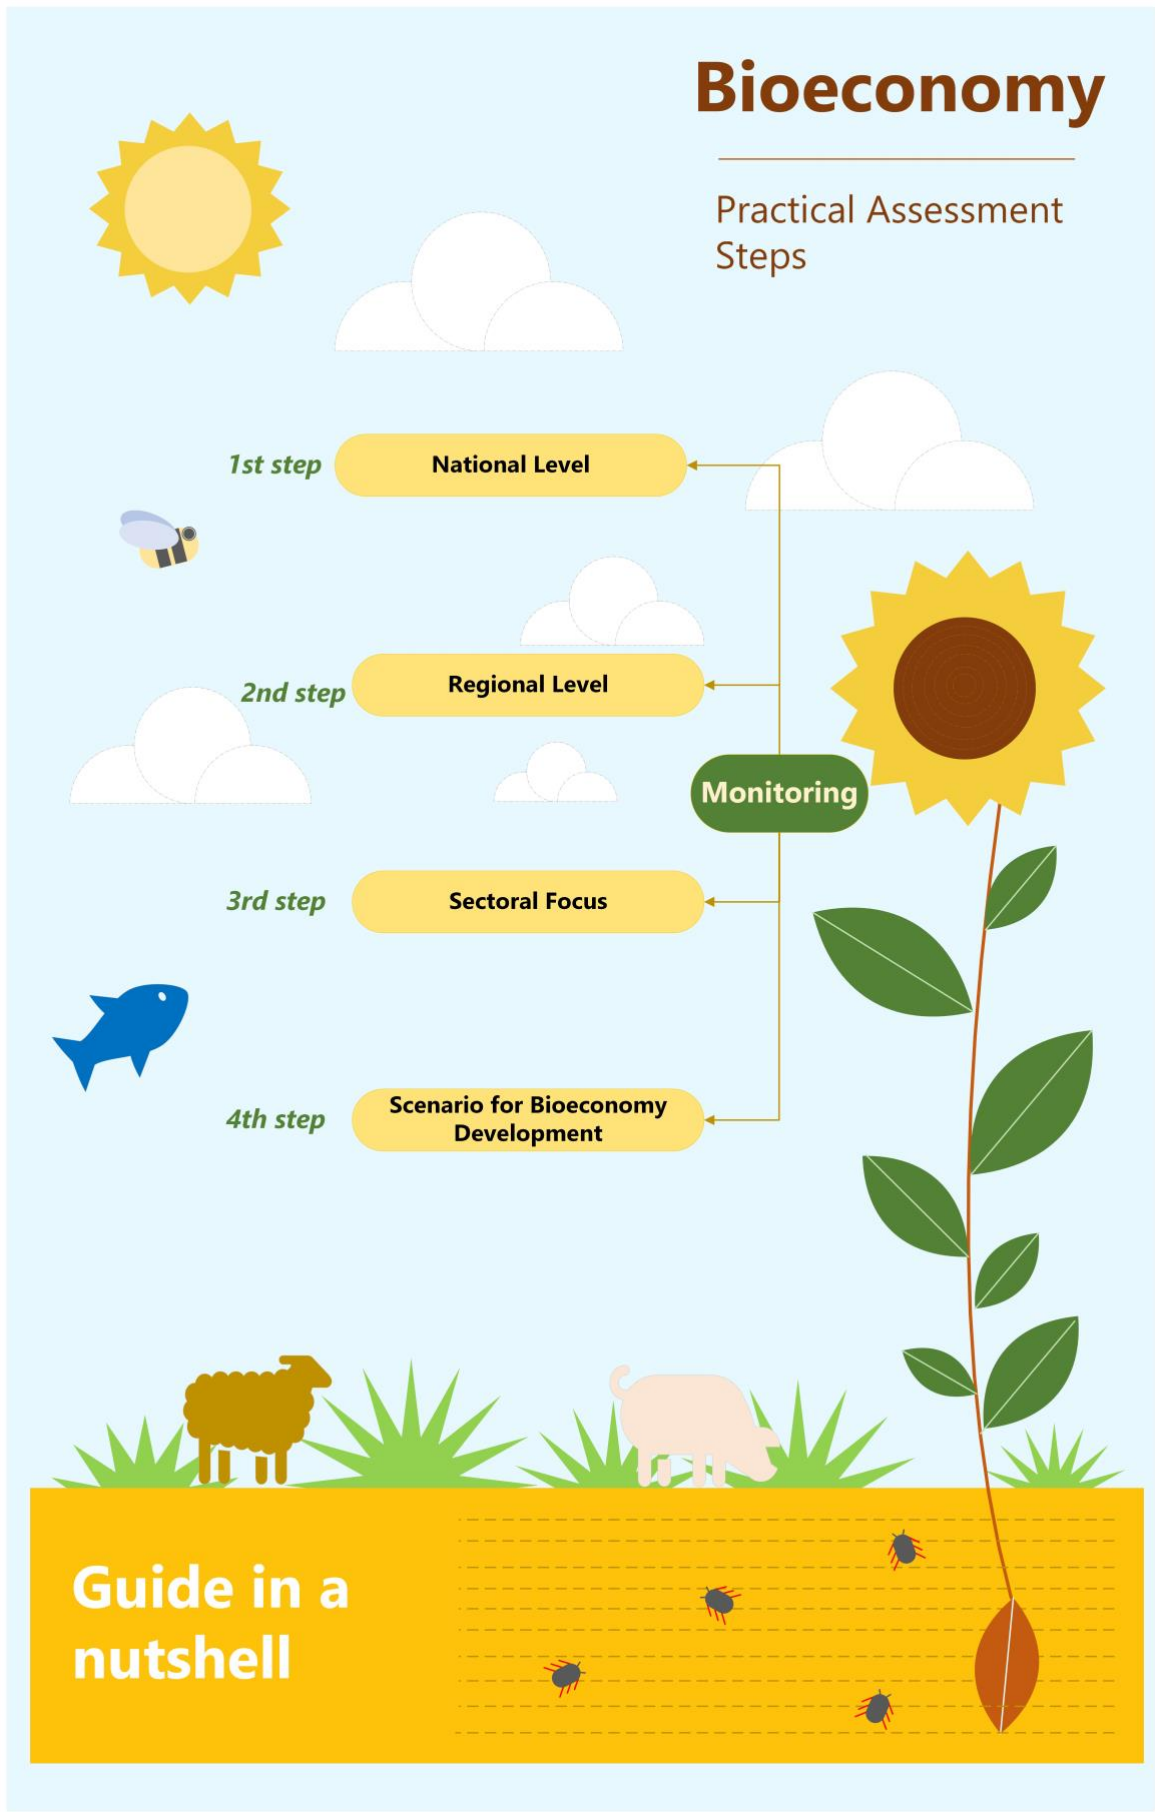 Bioeconomy
Practical Assessment
Steps
1st step
National Level
2nd step
Regional Level
Monitoring
3rd step
Sectoral Focus
4th step
Scenario for Bioeconomy
Development
Guide in a
nutshell